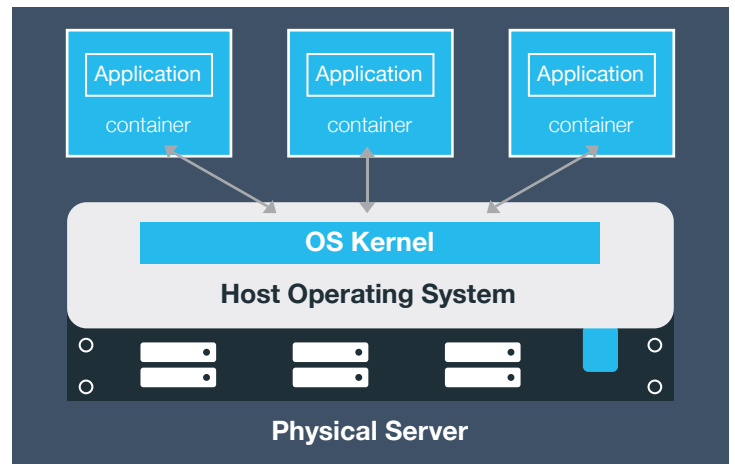 Application
container
Application
container
Application
container
OS Kernel
Host Operating System
Physical Server